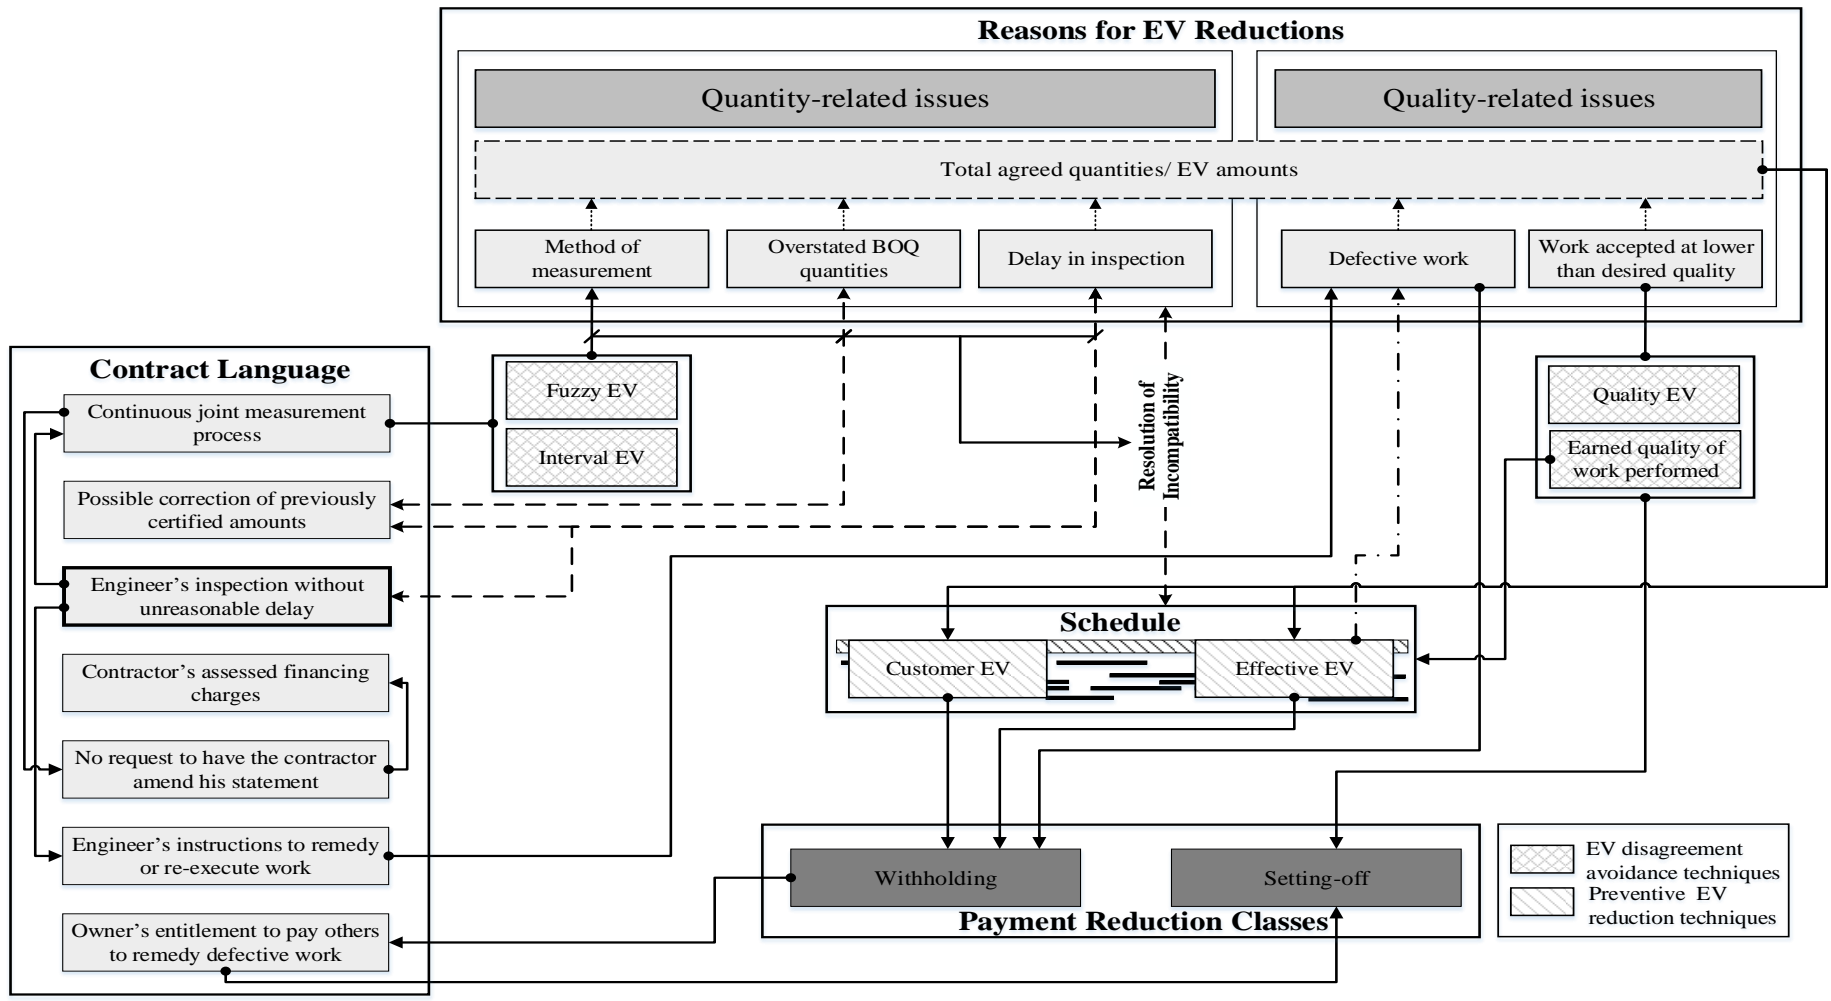 Reasons for EV Reductions
Quantity-related issues
Quality-related issues
Total agreed quantities/ EV amounts
Method of
measurement
Overstated BOQ
quantities
Delay in inspection
Defective work
Work accepted at lower
than desired quality
Contract Language
Continuous joint measurement
process
Possible correction of previously
certified amounts
Engineer’s inspection without
unreasonable delay
Contractor’s assessed financing
charges
No request to have the contractor
amend his statement
Engineer’s instructions to remedy
or re-execute work
Owner’s entitlement to pay others
to remedy defective work
Fuzzy EV
Interval EV
Resolution of
Incompatibility
Quality EV
Earned quality of
work performed
Schedule
Customer EV
Effective EV
Withholding
Setting-off
Payment Reduction Classes
EV disagreement
avoidance techniques
Preventive EV
reduction techniques